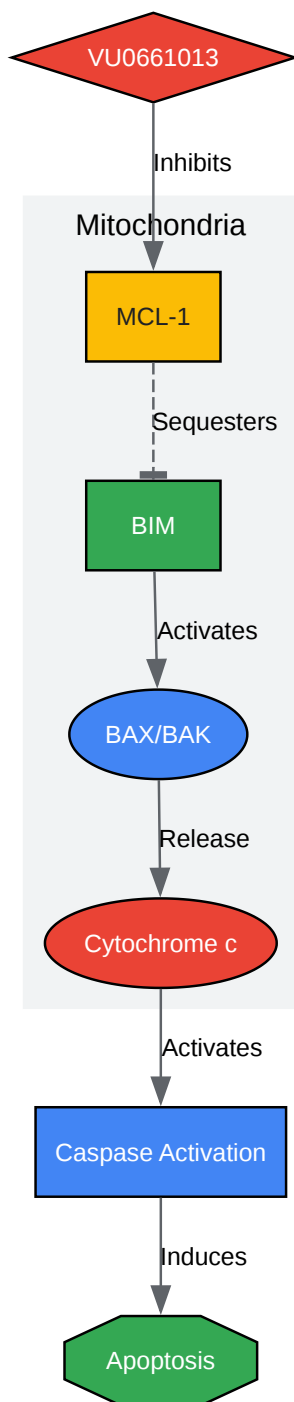 VU0661013
Inhibits
Mitochondria
MCL-1
Sequesters
BIM
Activates
BAX/BAK
Release
Cytochrome c
Activates
Caspase Activation
Induces
Apoptosis